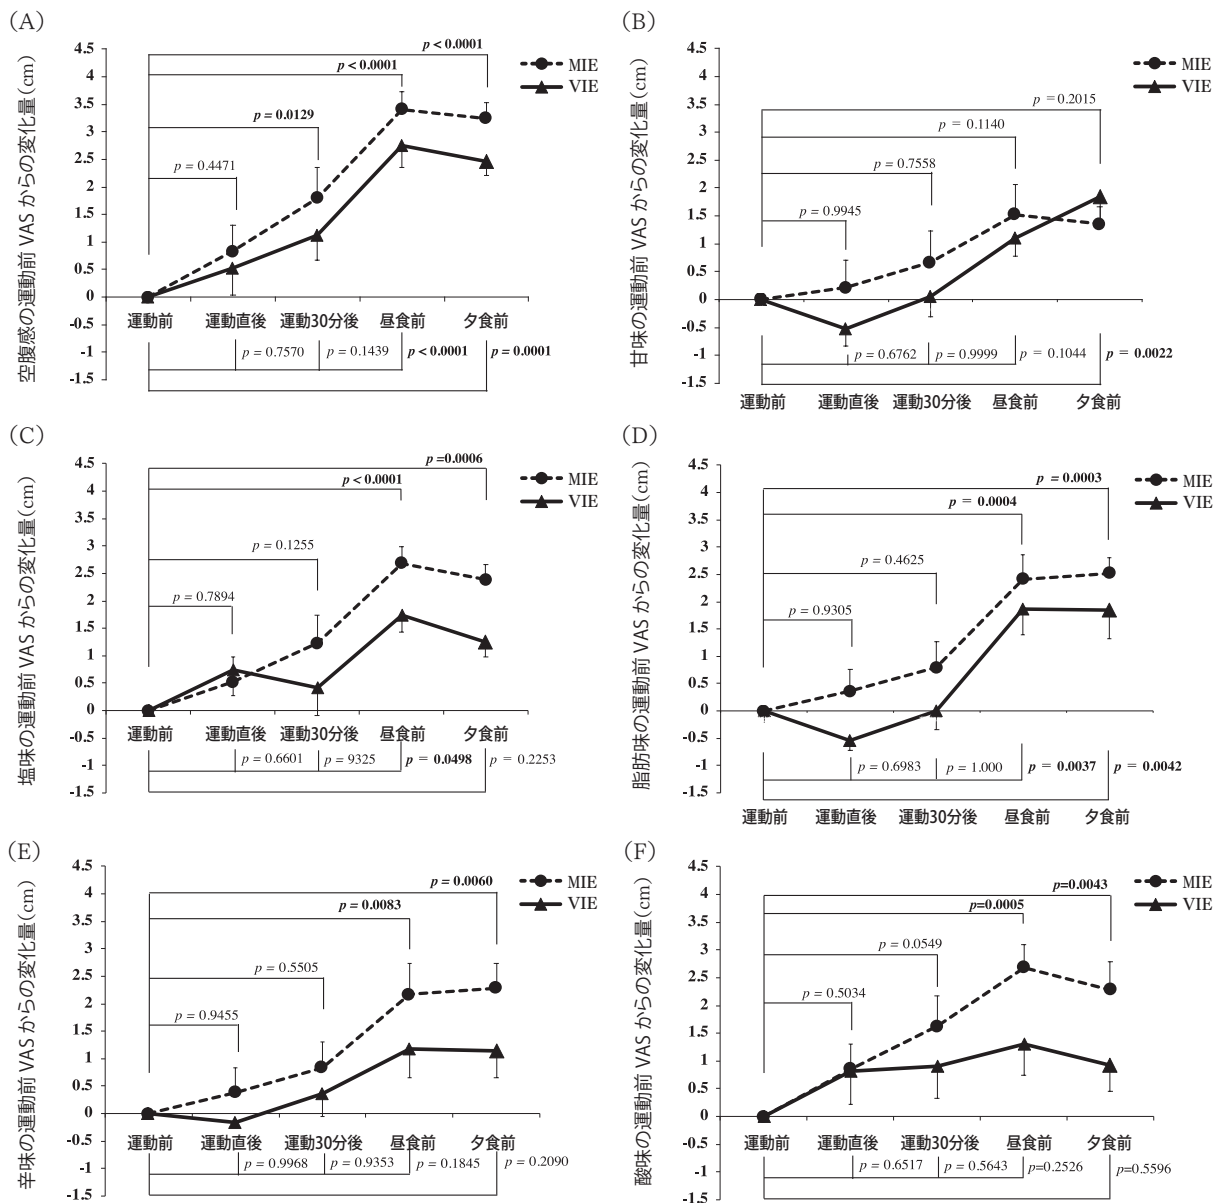 (A)
空腹感の運動前 VAS からの変化量(cm)
4.5
4
3.5
3
2.5
2
1.5
1
0.5
0
-0.5
-1
-1.5
p < 0.0001
p < 0.0001
p = 0.0129
p = 0.4471
MIE
VIE
運動前 運動直後 運動30分後 昼食前 夕食前
p = 0.7570 p = 0.1439 p < 0.0001 p = 0.0001
(B)
甘味の運動前 VAS からの変化量(cm)
4.5
4
3.5
3
2.5
2
1.5
1
0.5
0
-0.5
-1
-1.5
MIE
VIE
p =0.2015
p = 0.1140
p = 0.7558
p = 0.9945
p = 0.6762 p = 0.9999 p = 0.1044 p = 0.0022
運動前 運動直後 運動30分後 昼食前 夕食前
(C)
塩味の運動前 VAS からの変化量(cm)
4.5
4
3.5
3
2.5
2
1.5
1
0.5
0
-0.5
-1
-1.5
p =0.0006
p < 0.0001
p = 0.1255
p = 0.7894
MIE
VIE
運動前 運動直後 運動30分後 昼食前 夕食前
p = 0.6601 p = 9325 p = 0.0498 p = 0.2253
(D)
脂肪味の運動前 VAS からの変化量(cm)
4.5
4
3.5
3
2.5
2
1.5
1
0.5
0
-0.5
-1
-1.5
MIE
VIE
p = 0.0003
p = 0.0004
p = 0.4625
p = 0.9305
p = 0.6983 p = 1.000 p = 0.0037 p = 0.0042
運動前 運動直後 運動30分後 昼食前 夕食前
(E)
辛味の運動前 VAS からの変化量(cm)
4.5
4
3.5
3
2.5
2
1.5
1
0.5
0
-0.5
-1
-1.5
p = 0.0060
p = 0.0083
p = 0.5505
p = 0.9455
MIE
VIE
運動前 運動直後 運動30分後 昼食前 夕食前
p = 0.9968 p = 0.9353 p = 0.1845 p = 0.2090
(F)
酸味の運動前 VAS からの変化量(cm)
4.5
4
3.5
3
2.5
2
1.5
1
0.5
0
-0.5
-1
-1.5
p=0.0043
p=0.0005
p = 0.0549
p = 0.5034
MIE
VIE
運動前 運動直後 運動30分後 昼食前 夕食前
p = 0.6517 p = 0.5643 p=0.2526 p=0.5596